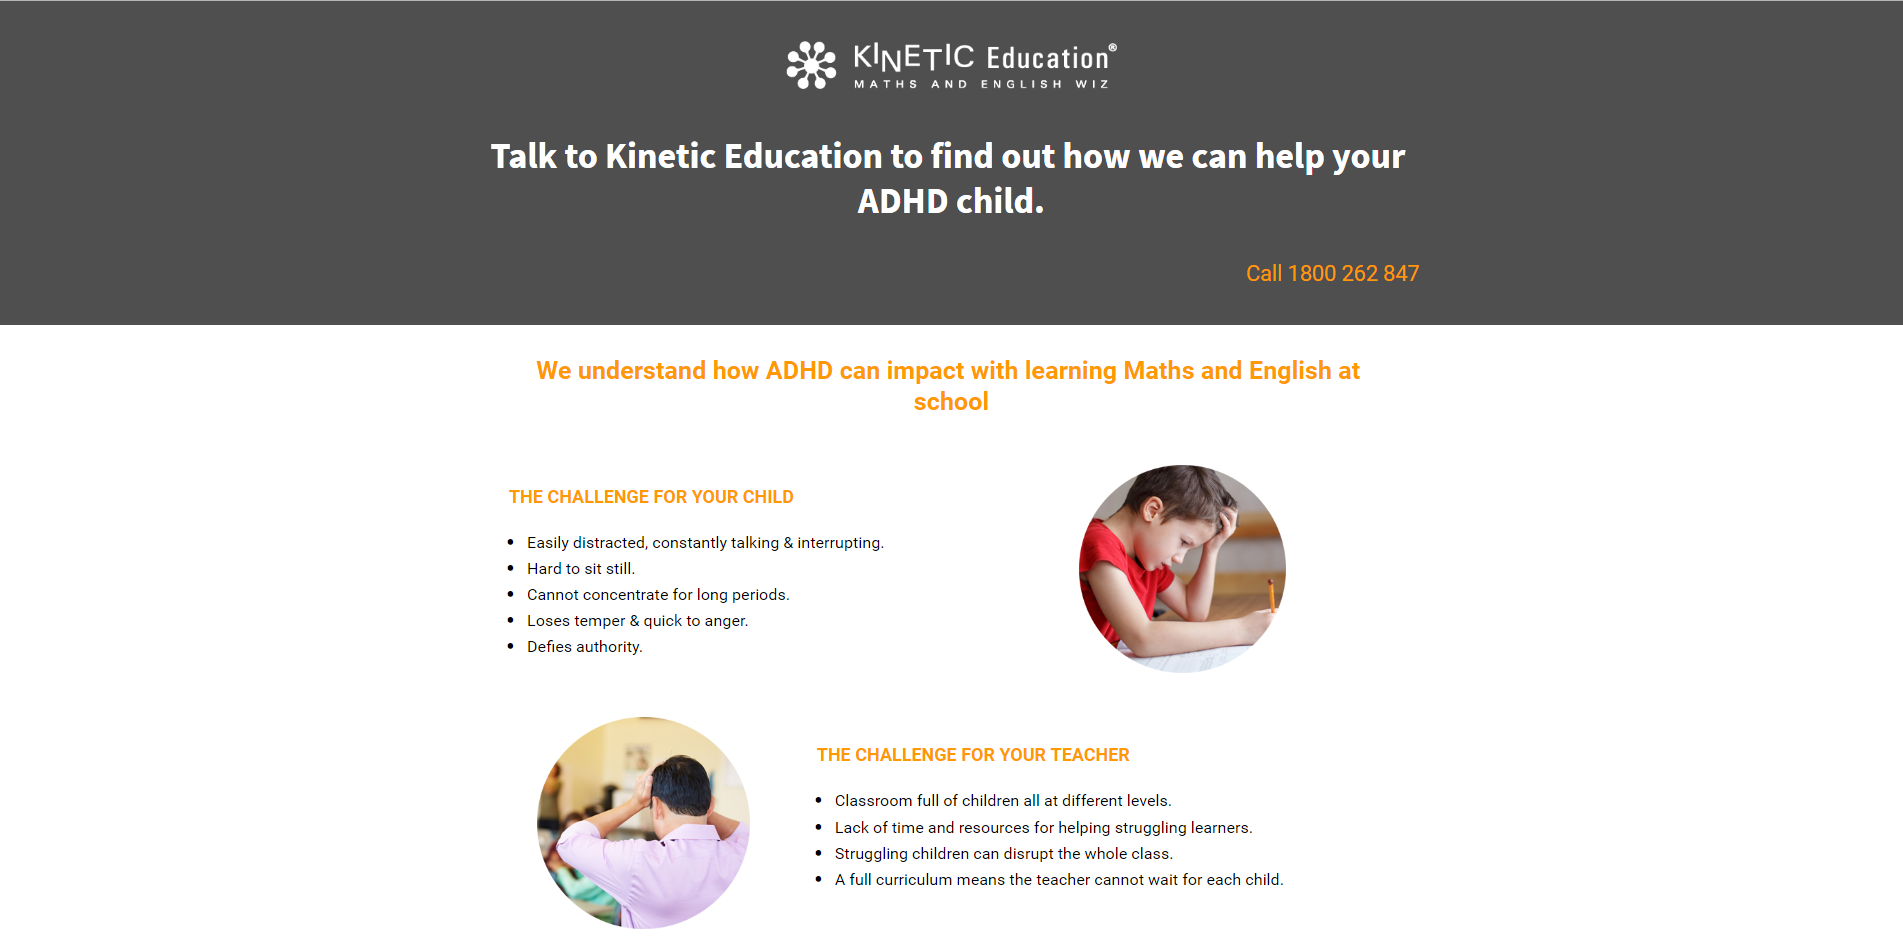 KINETIC Education®
MATHS AND ENGLISH WIZ
Talk to Kinetic Education to find out how we can help your
ADHD child.
Call 1800 262 847
We understand how ADHD can impact with learning Maths and English at
school
THE CHALLENGE FOR YOUR CHILD
Easily distracted, constantly talking & interrupting.
Hard to sit still.
Cannot concentrate for long periods.
Loses temper & quick to anger.
Defies authority.
THE CHALLENGE FOR YOUR TEACHER
Classroom full of children all at different levels.
Lack of time and resources for helping struggling learners.
Struggling children can disrupt the whole class.
A full curriculum means the teacher cannot wait for each child.